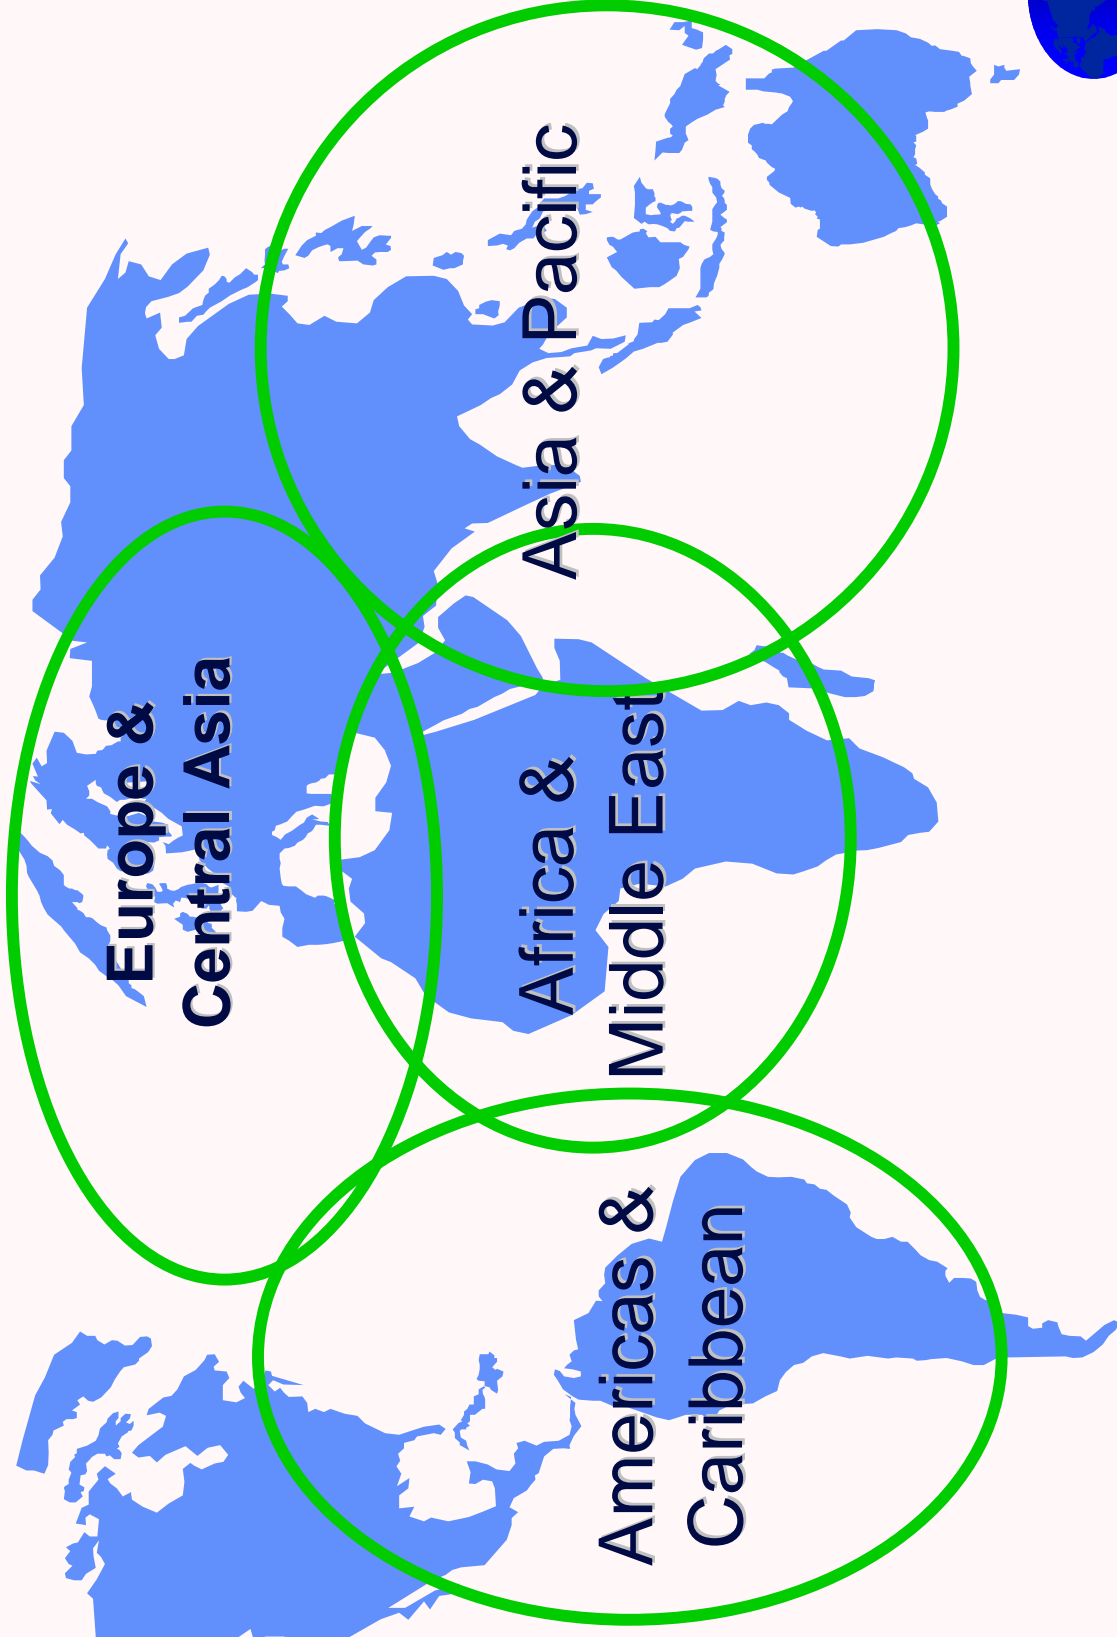 Europe &
Central Asia
Asia & Pacific
Africa &
Middle East
Americas &
Caribbean